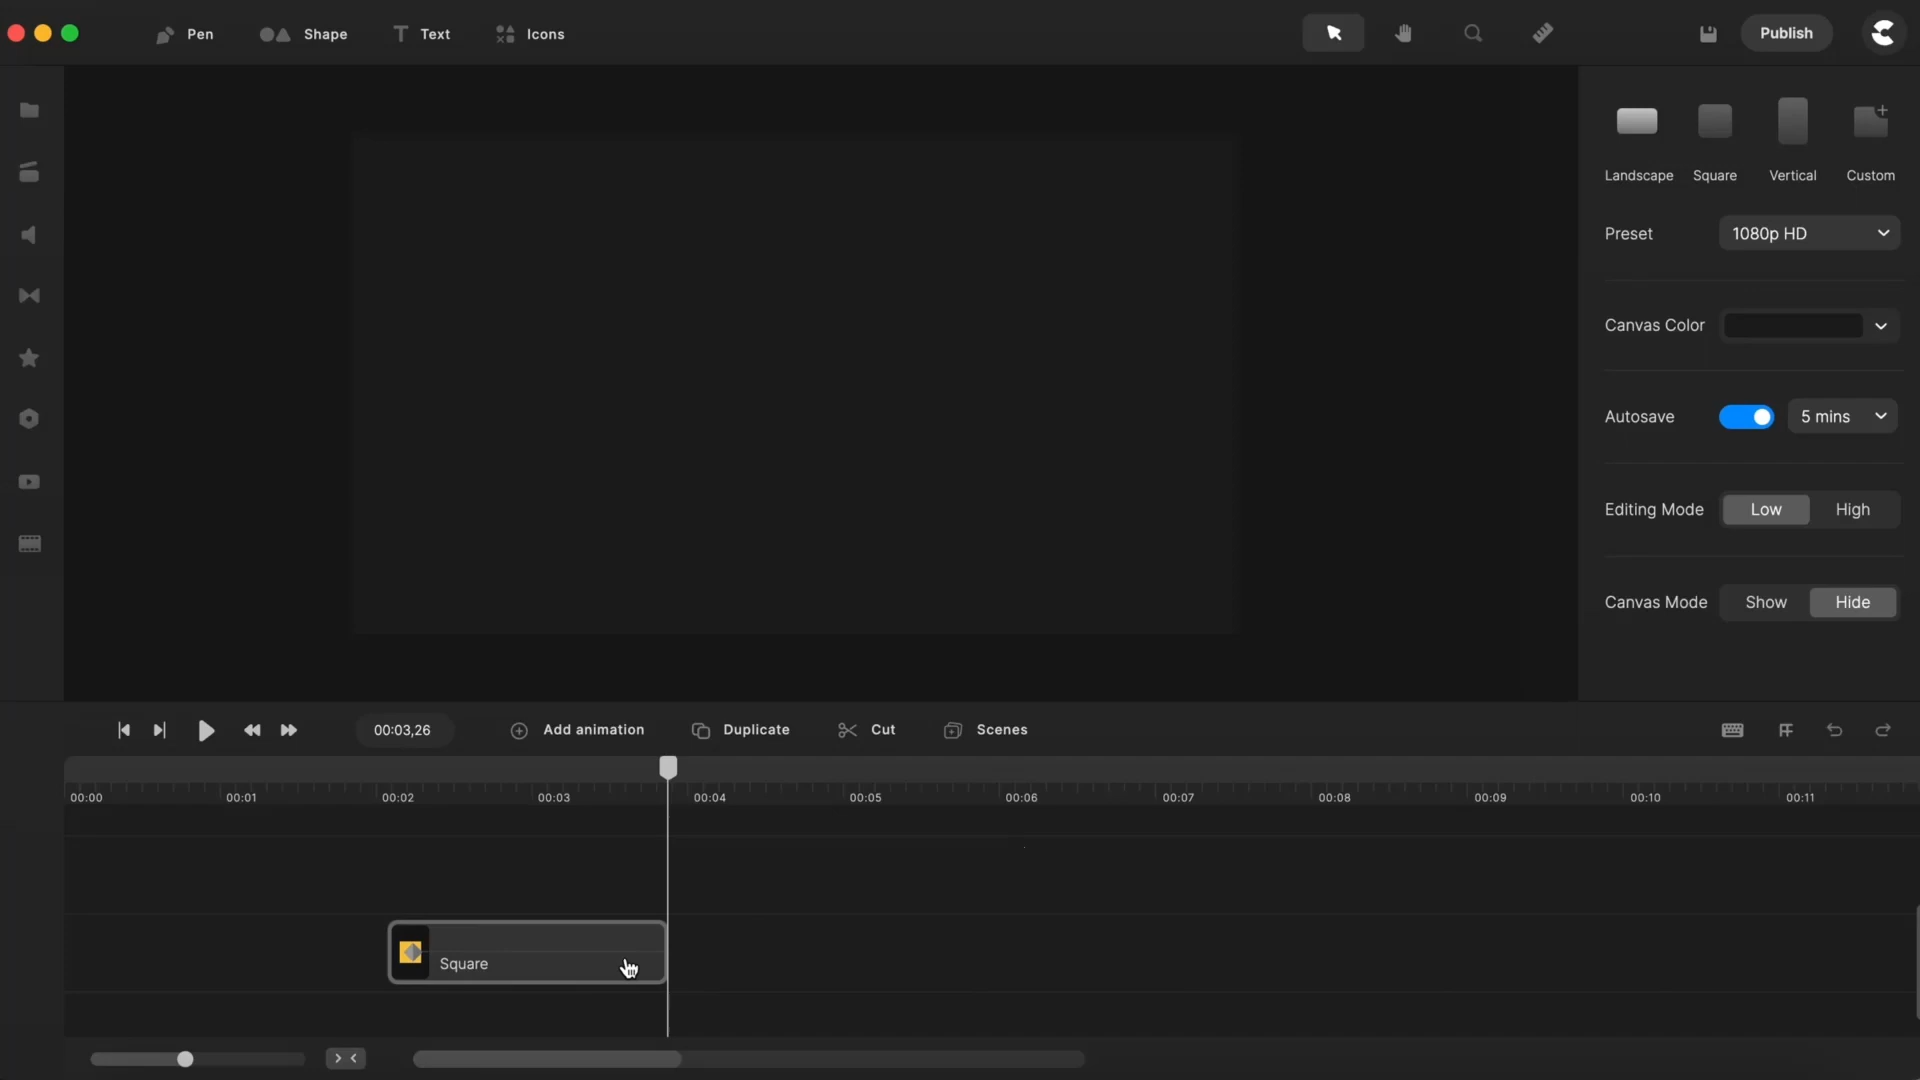 Pen Shape Text Icons Publish
Landscape Square Vertical Custom
Preset 1080p HD
Canvas Color
Autosave 5 mins
Editing Mode Low High
Canvas Mode Show Hide
00:03,26 Add animation Duplicate Cut Scenes
00:00 00:01 00:02 00:03 00:04 00:05 00:06 00:07 00:08 00:09 00:10 00:11
Square